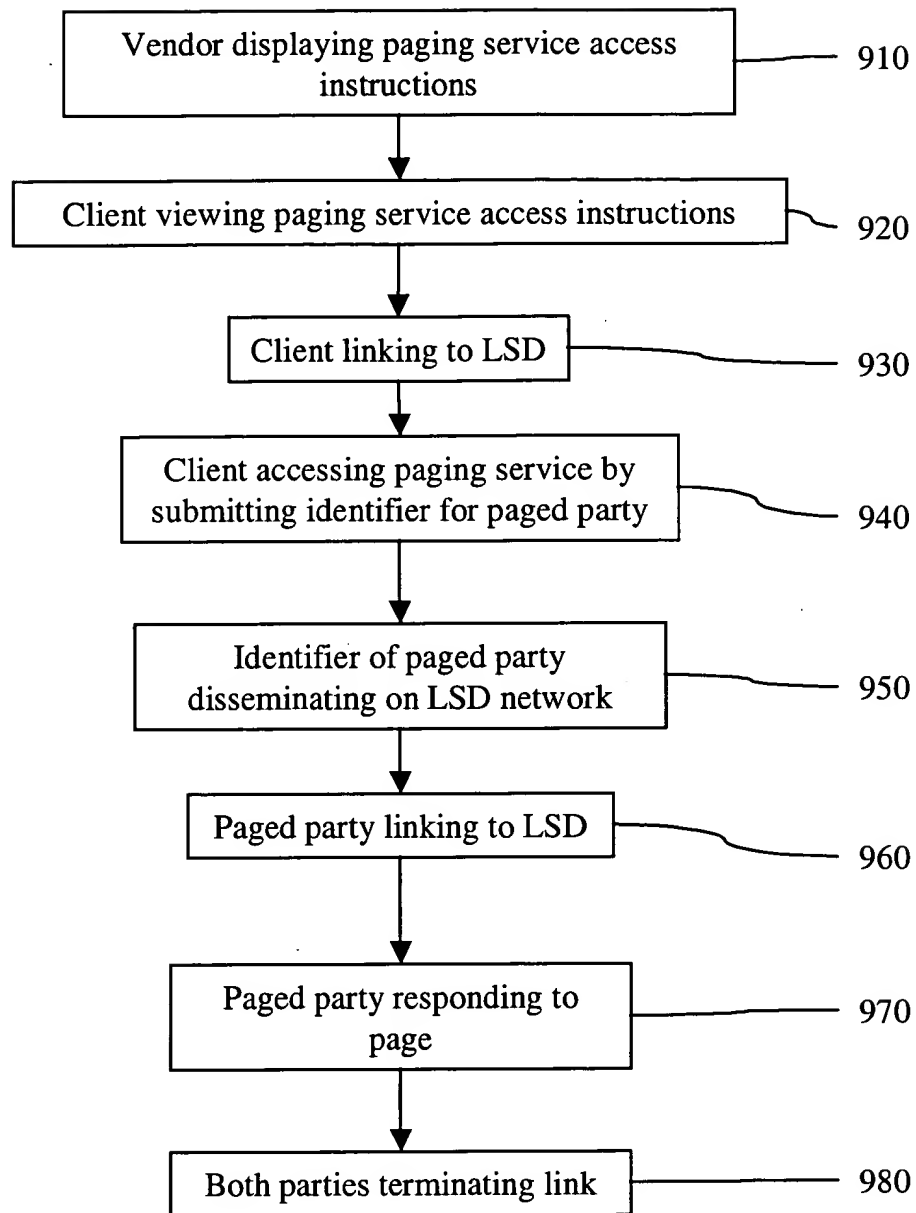 Vendor displaying paging service access
instructions
910
Client viewing paging service access instructions
920
Client linking to LSD
930
Client accessing paging service by
submitting identifier for paged party
940
Identifier of paged party
disseminating on LSD network
950
Paged party linking to LSD
960
Paged party responding to
page
970
Both parties terminating link
980